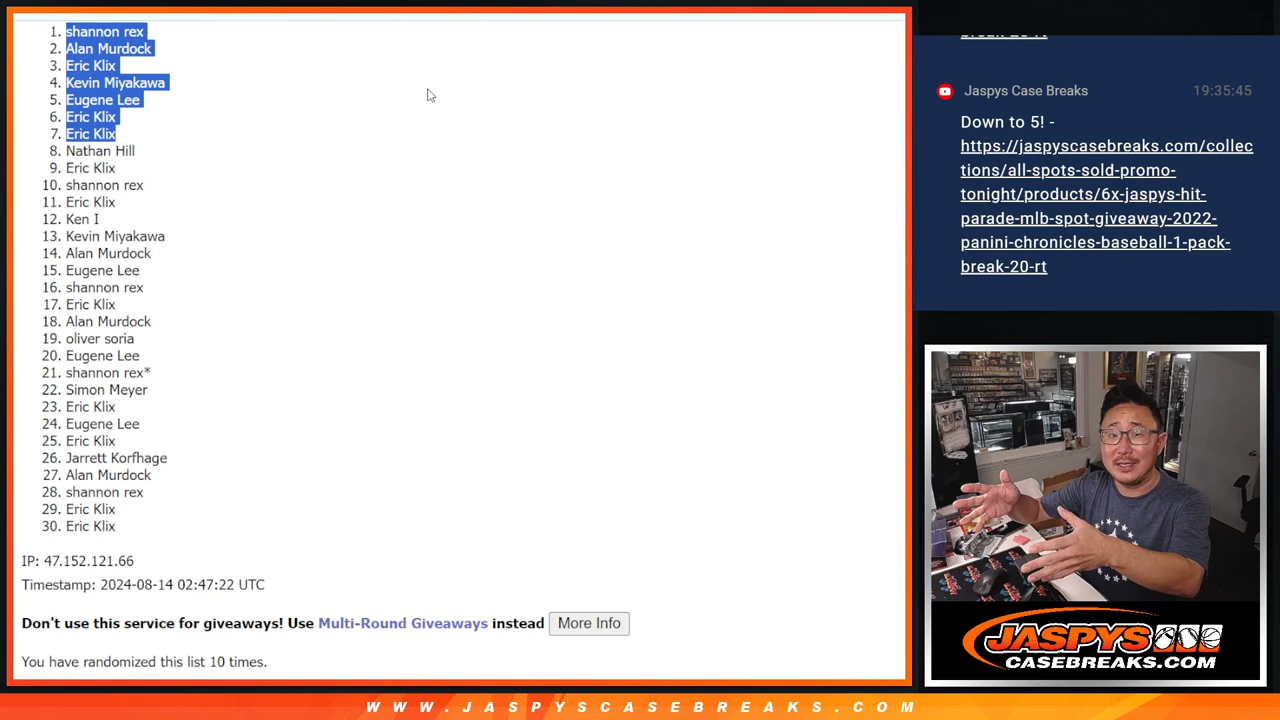 1. shannon rex
2. Alan Murdock
3. Eric Klix
4. Kevin Miyakawa
5. Eugene Lee
6. Eric Klix
7. Eric Klix
8. Nathan Hill
9. Eric Klix
10. shannon rex
11. Eric Klix
12. Ken I
13. Kevin Miyakawa
14. Alan Murdock
15. Eugene Lee
16. shannon rex
17. Eric Klix
18. Alan Murdock
19. oliver soria
20. Eugene Lee
21. shannon rex*
22. Simon Meyer
23. Eric Klix
24. Eugene Lee
25. Eric Klix
26. Jarrett Korfhage
27. Alan Murdock
28. shannon rex
29. Eric Klix
30. Eric Klix
IP: 47.152.121.66
Timestamp: 2024-08-14 02:47:22 UTC
Don't use this service for giveaways! Use Multi-Round Giveaways instead More Info
You have randomized this list 10 times.
break-20-rt
Jaspys Case Breaks 19:35:45
Down to 5! -
https://jaspyscasebreaks.com/collec
tions/all-spots-sold-promo-
tonight/products/6x-jaspys-hit-
parade-mlb-spot-giveaway-2022-
panini-chronicles-baseball-1-pack-
break-20-rt
JASPYS
CASEBREAKS.COM
WWW.JASPYSCASEBREAKS.COM